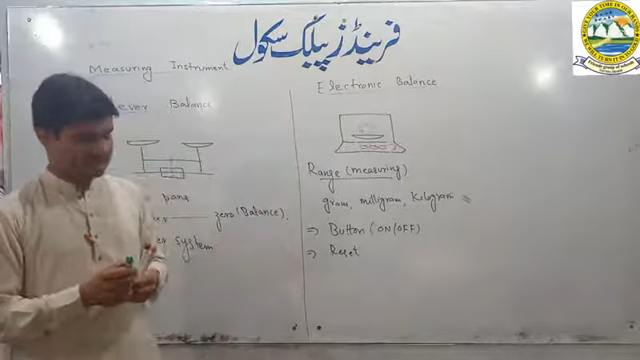 فرینڈز پبلک سکول
Measuring Instrument
Lever Balance
pans
zero (Balance).
system
Electronic Balance
Range (measuring)
gram, milligram, Kilogram
⇒ Button (ON/OFF)
⇒ Reset